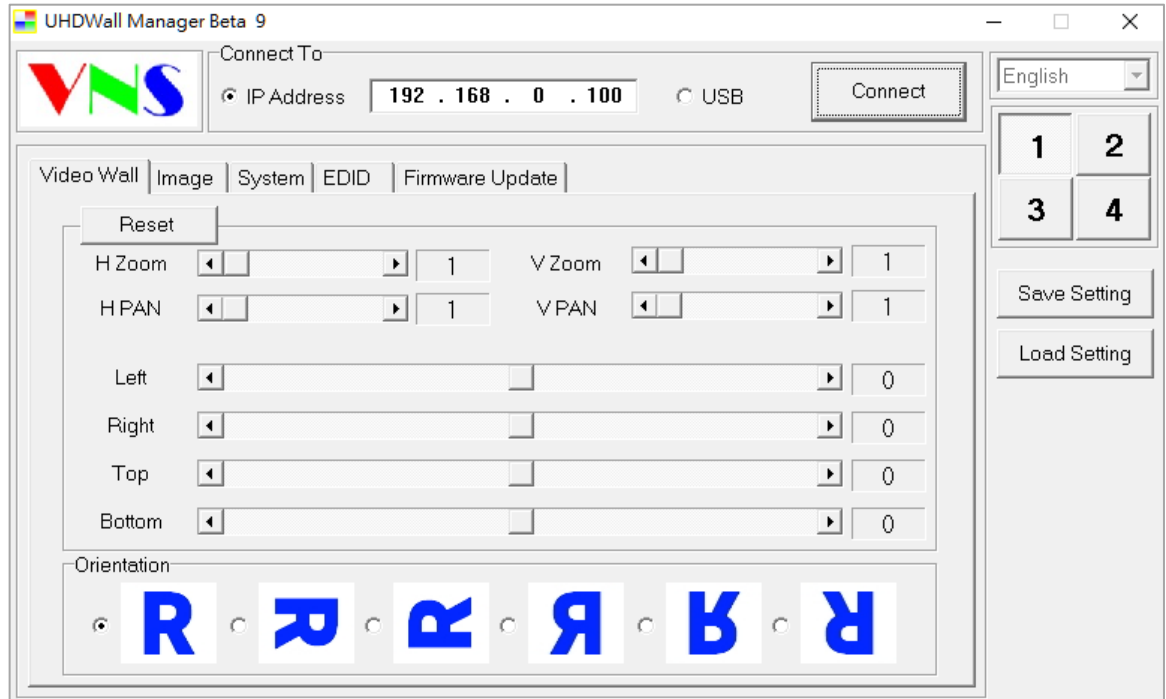 UHDWall Manager Beta 9
VNS
Connect To
IP Address 192 . 168 . 0 . 100 USB Connect
English
1 2
3 4
Save Setting
Load Setting
Video Wall Image System EDID Firmware Update
Reset
H Zoom 1 V Zoom 1
H PAN 1 V PAN 1
Left 0
Right 0
Top 0
Bottom 0
Orientation
R R R R R R